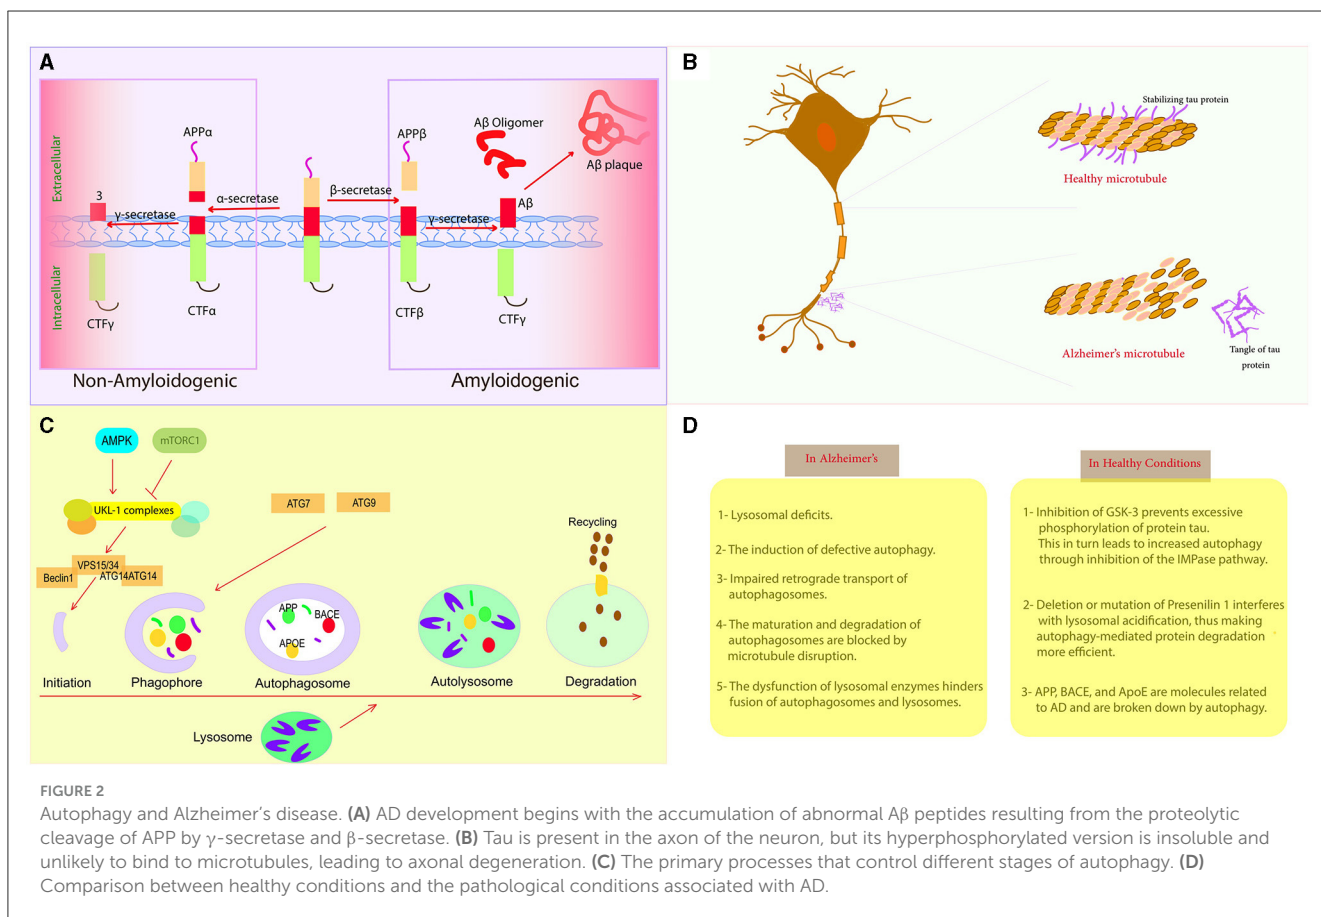 A
Extracellular
Intracellular
APPα
APPβ
Aβ Oligomer
Aβ plaque
3
γ-secretase
α-secretase
β-secretase
γ-secretase
Aβ
CTFγ
CTFα
CTFβ
CTFγ
Non-Amyloidogenic
Amyloidogenic
B
Stabilizing tau protein
Healthy microtubule
Alzheimer's microtubule
Tangle of tau
protein
C
AMPK
mTORC1
UKL-1 complexes
VPS15/34
Beclin1
ATG14ATG14
ATG7
ATG9
Recycling
APP
BACE
APOE
Initiation
Phagophore
Autophagosome
Autolysosome
Degradation
Lysosome
D
In Alzheimer's
1- Lysosomal deficits.
2- The induction of defective autophagy.
3- Impaired retrograde transport of
autophagosomes.
4- The maturation and degradation of
autophagosomes are blocked by
microtubule disruption.
5- The dysfunction of lysosomal enzymes hinders
fusion of autophagosomes and lysosomes.
In Healthy Conditions
1- Inhibition of GSK-3 prevents excessive
phosphorylation of protein tau.
This in turn leads to increased autophagy
through inhibition of the IMPase pathway.
2- Deletion or mutation of Presenilin 1 interferes
with lysosomal acidification, thus making
autophagy-mediated protein degradation
more efficient.
3- APP, BACE, and ApoE are molecules related
to AD and are broken down by autophagy.
FIGURE 2
Autophagy and Alzheimer's disease. (A) AD development begins with the accumulation of abnormal Aβ peptides resulting from the proteolytic
cleavage of APP by γ-secretase and β-secretase. (B) Tau is present in the axon of the neuron, but its hyperphosphorylated version is insoluble and
unlikely to bind to microtubules, leading to axonal degeneration. (C) The primary processes that control different stages of autophagy. (D)
Comparison between healthy conditions and the pathological conditions associated with AD.